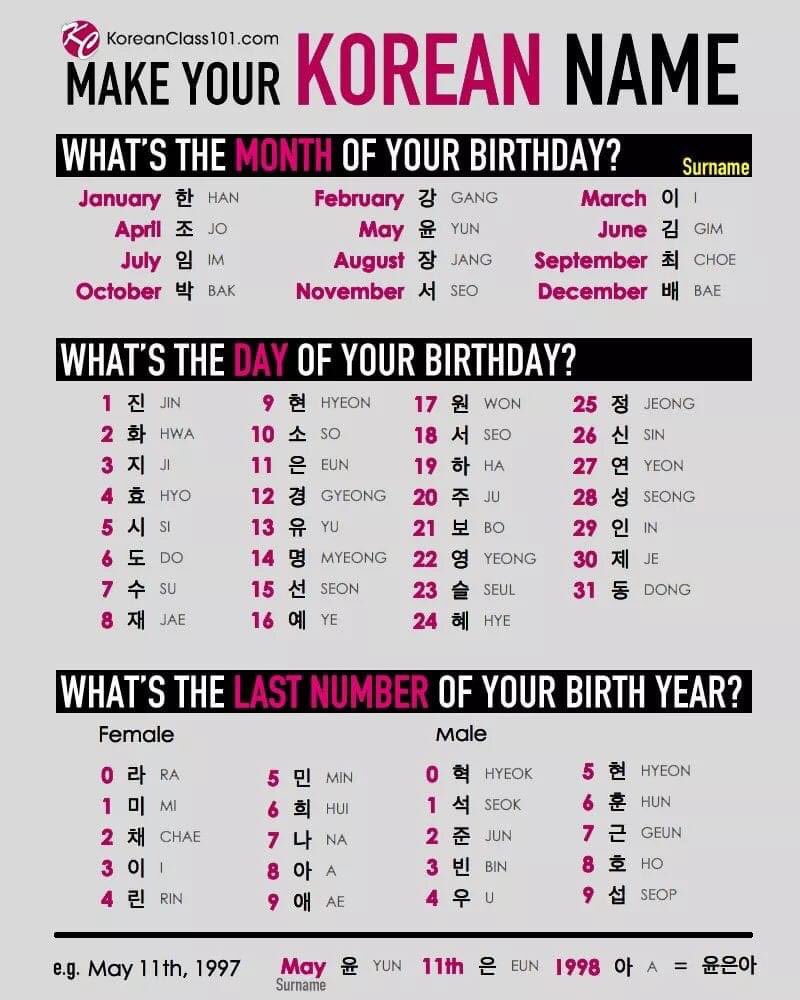 KC KoreanClass101.com
MAKE YOUR KOREAN NAME
WHAT'S THE MONTH OF YOUR BIRTHDAY? Surname
January 한 HAN February 강 GANG March 이 I
April 조 JO May 윤 YUN June 김 GIM
July 임 IM August 장 JANG September 최 CHOE
October 박 BAK November 서 SEO December 배 BAE
WHAT'S THE DAY OF YOUR BIRTHDAY?
1 진 JIN 9 현 HYEON 17 원 WON 25 정 JEONG
2 화 HWA 10 소 SO 18 서 SEO 26 신 SIN
3 지 JI 11 은 EUN 19 하 HA 27 연 YEON
4 효 HYO 12 경 GYEONG 20 주 JU 28 성 SEONG
5 시 SI 13 유 YU 21 보 BO 29 인 IN
6 도 DO 14 명 MYEONG 22 영 YEONG 30 제 JE
7 수 SU 15 선 SEON 23 슬 SEUL 31 동 DONG
8 재 JAE 16 예 YE 24 혜 HYE
WHAT'S THE LAST NUMBER OF YOUR BIRTH YEAR?
Female Male
0 라 RA 5 민 MIN 0 혁 HYEOK 5 현 HYEON
1 미 MI 6 희 HUI 1 석 SEOK 6 훈 HUN
2 채 CHAE 7 나 NA 2 준 JUN 7 근 GEUN
3 이 I 8 아 A 3 빈 BIN 8 호 HO
4 린 RIN 9 애 AE 4 우 U 9 섭 SEOP
e.g. May 11th, 1997 May 윤 YUN 11th 은 EUN 1998 아 A = 윤은아
Surname